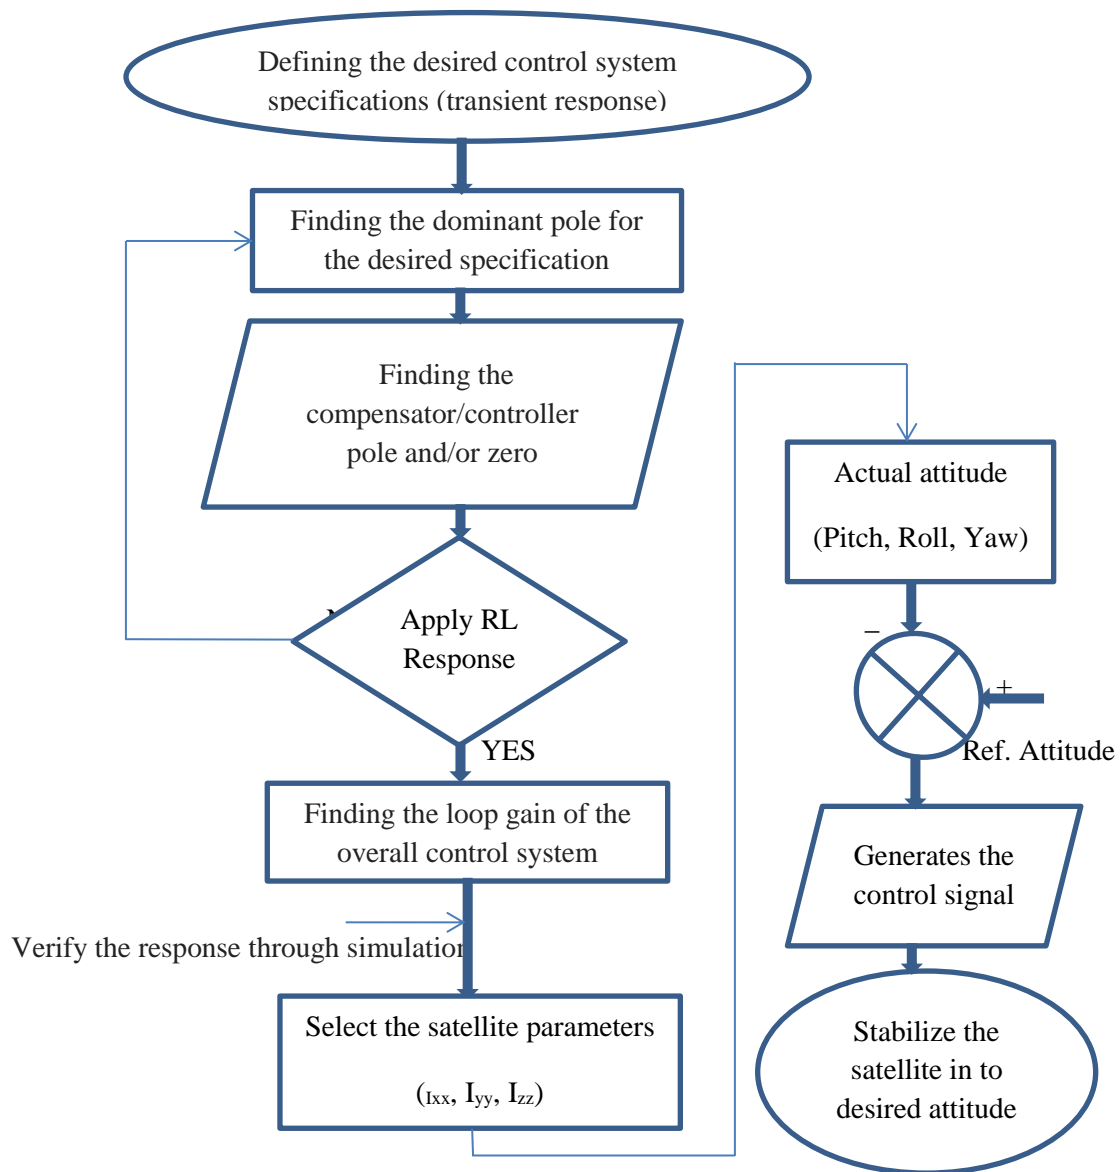 Defining the desired control system
specifications (transient response)
Finding the dominant pole for
the desired specification
Finding the
compensator/controller
pole and/or zero
Apply RL
Response
YES
Finding the loop gain of the
overall control system
Verify the response through simulation
Select the satellite parameters
(Ixx, Iyy, Izz)
Actual attitude
(Pitch, Roll, Yaw)
−
+
Ref. Attitude
Generates the
control signal
Stabilize the
satellite in to
desired attitude